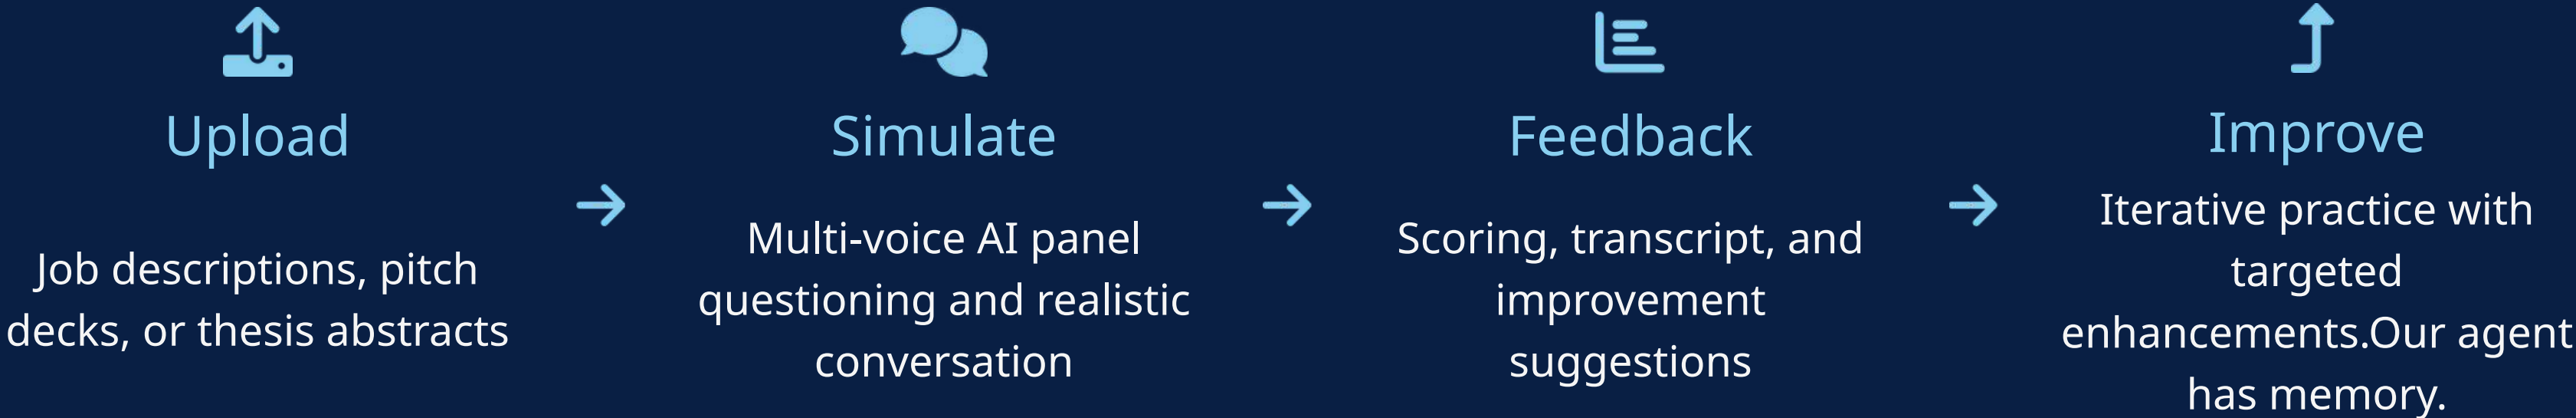 Upload
Job descriptions, pitch
decks, or thesis abstracts
Simulate
Multi-voice AI panel
questioning and realistic
conversation
Feedback
Scoring, transcript, and
improvement
suggestions
Improve
Iterative practice with
targeted
enhancements.Our agent
has memory.